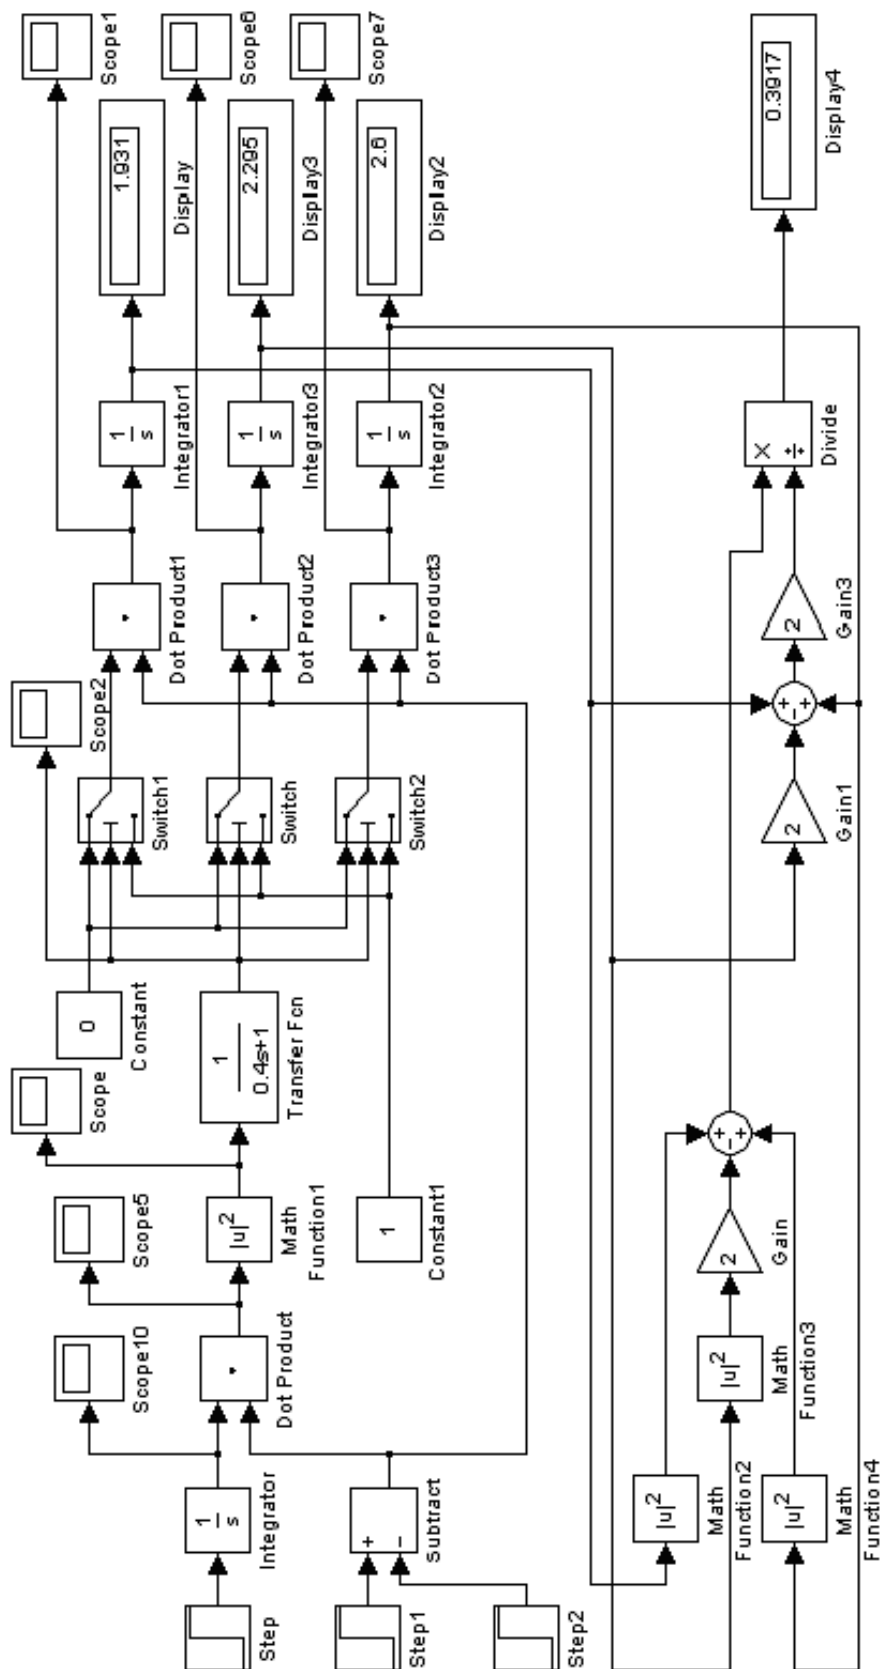 Scope1
Scope6
Scope7
1.931
Display
2.295
Display3
2.6
Display2
0.3917
Display4
1
s
Integrator1
1
s
Integrator3
1
s
Integrator2
×
÷
Divide
Dot Product1
Dot Product2
Dot Product3
2
Gain3
Scope2
Switch1
Switch
Switch2
+
-
+
2
Gain1
0
Constant
1
0.4s+1
Transfer Fcn
Scope
Scope5
|u|²
Math
Function1
1
Constant1
+
-
+
2
Gain
Scope10
Dot Product
|u|²
Math
Function3
1
s
Integrator
+
-
Subtract
|u|²
Math
Function2
|u|²
Math
Function4
Step
Step1
Step2